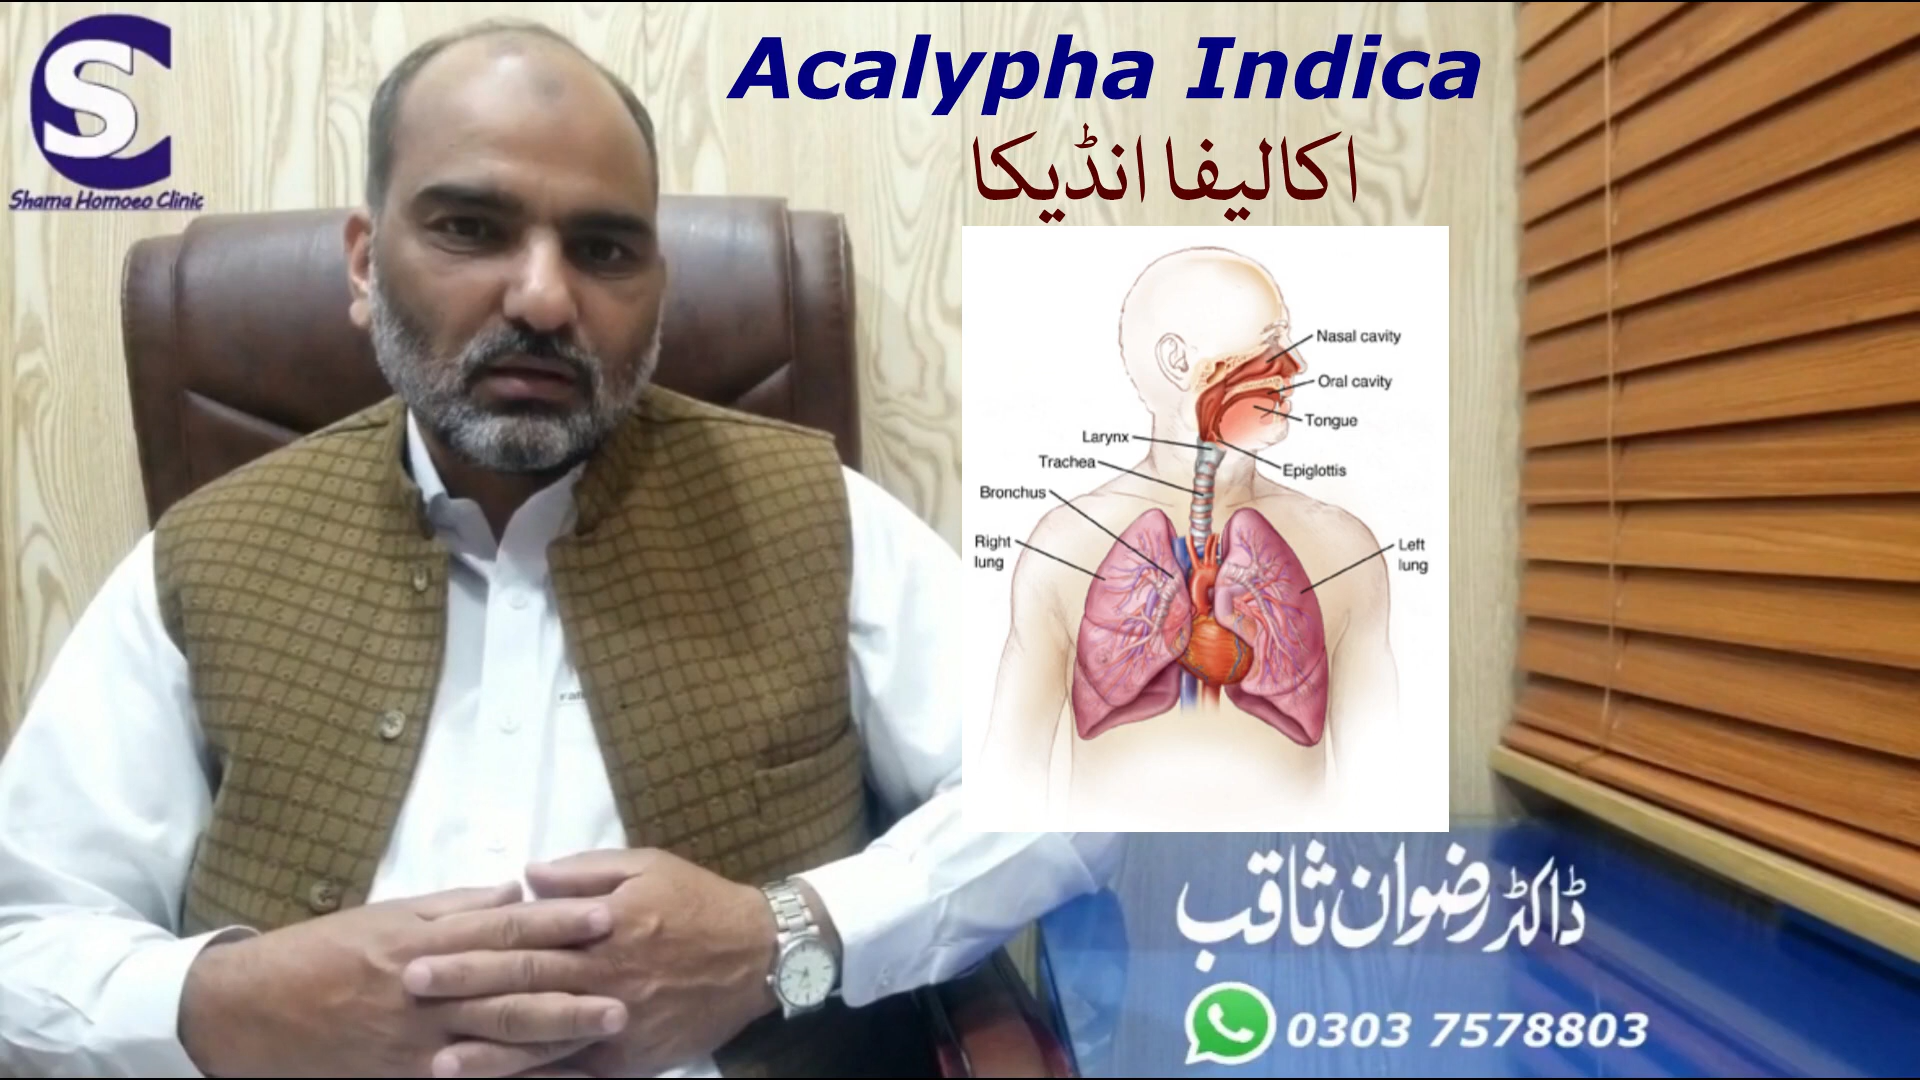 SC
Shama Homoeo Clinic
Acalypha Indica
اکالیفا انڈیکا
Nasal cavity
Oral cavity
Tongue
Larynx
Trachea
Epiglottis
Bronchus
Right
lung
Left
lung
ڈاکٹر رضوان ثاقب
0303 7578803